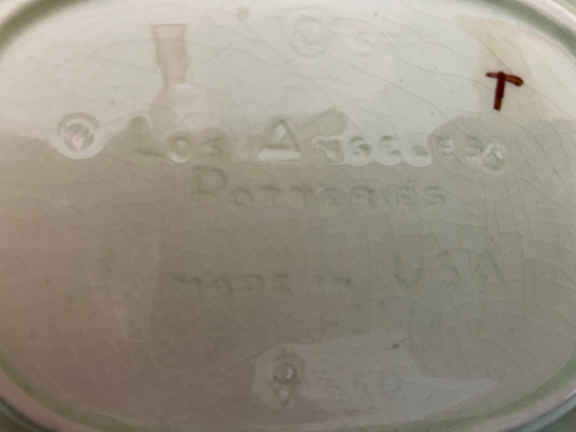 T
Los Angeles
Potteries
MADE IN USA